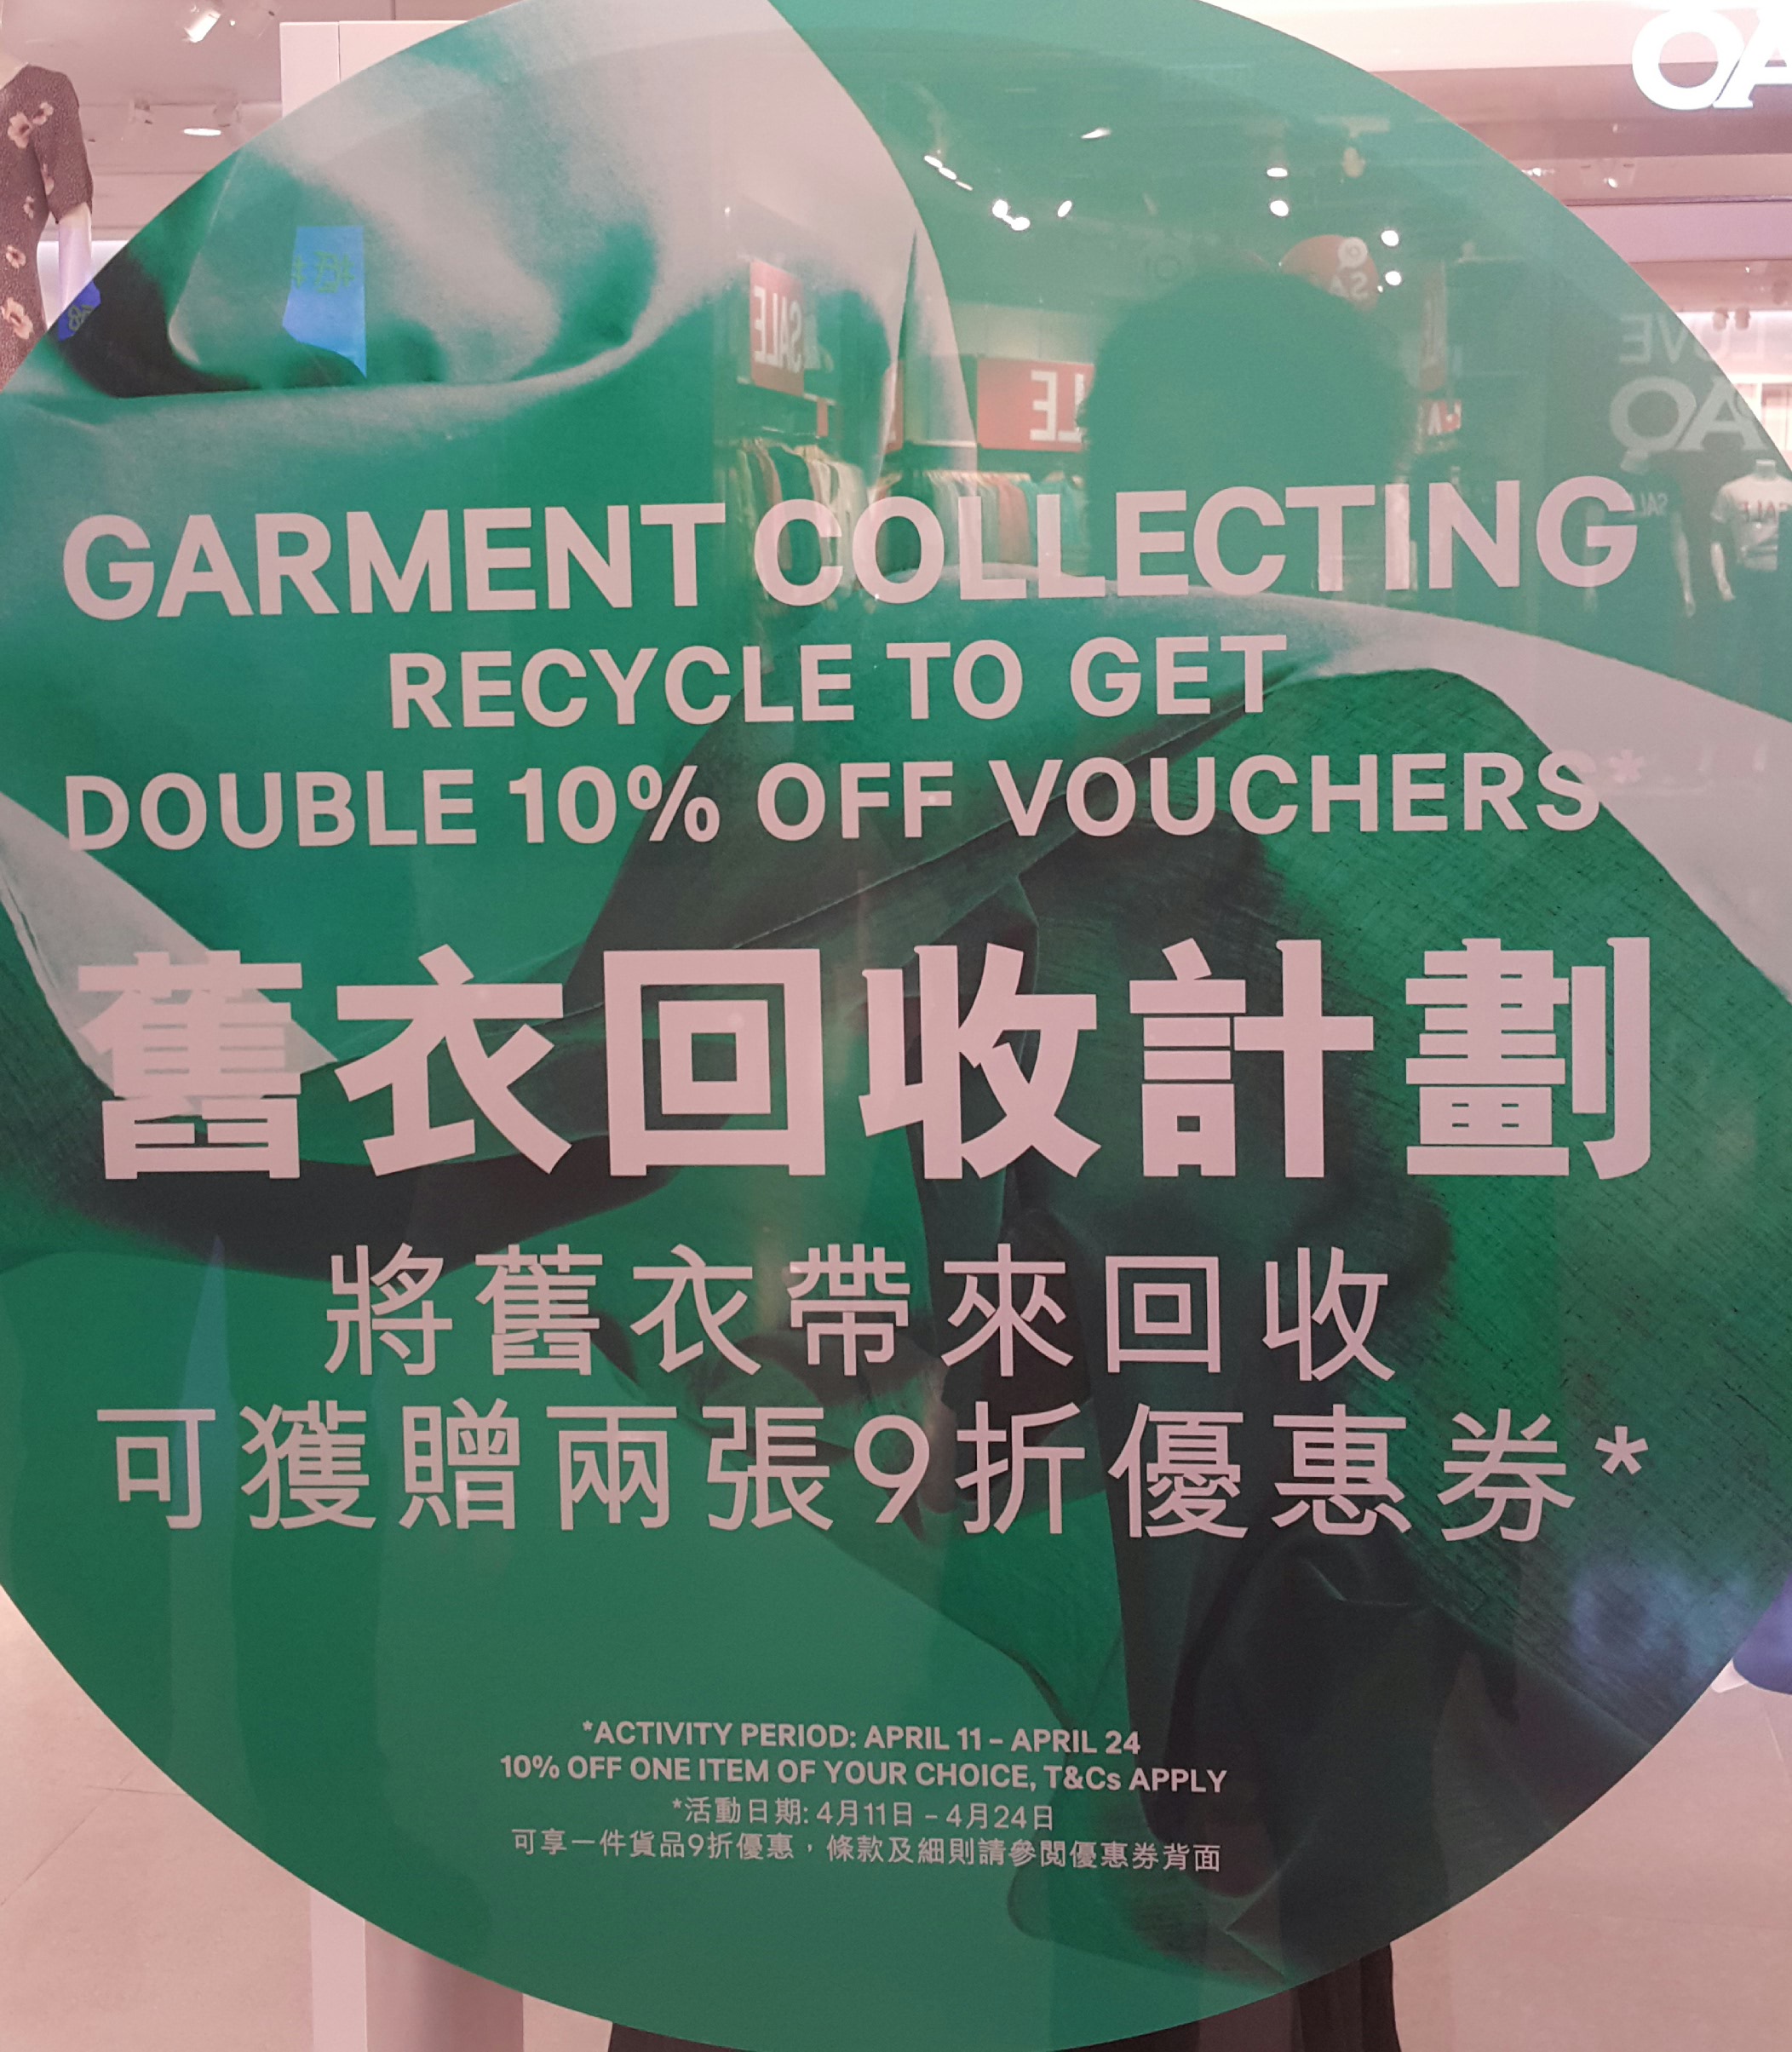 GARMENT COLLECTING
RECYCLE TO GET
DOUBLE 10% OFF VOUCHERS*
舊衣回收計劃
將舊衣帶來回收
可獲贈兩張9折優惠券*
*ACTIVITY PERIOD: APRIL 11 – APRIL 24
10% OFF ONE ITEM OF YOUR CHOICE, T&Cs APPLY
*活動日期: 4月11日 – 4月24日
可享一件貨品9折優惠，條款及細則請參閱優惠券背面
SALE